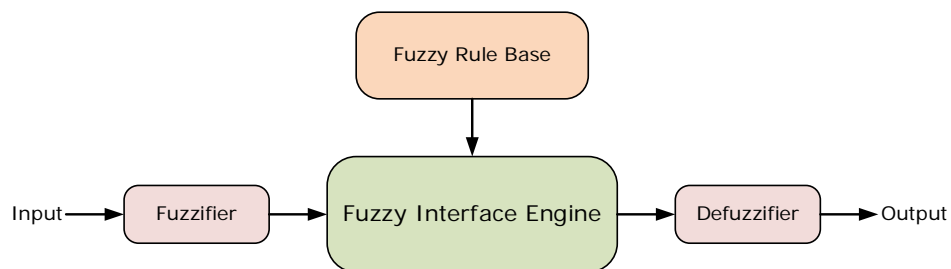 Fuzzy Rule Base
Input
Fuzzifier
Fuzzy Interface Engine
Defuzzifier
Output